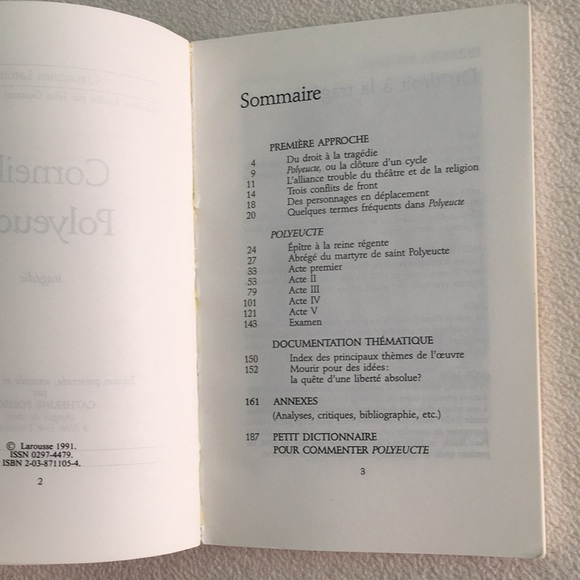 © Larousse 1991.
ISSN 0297-4479.
ISBN 2-03-871105-4.
2
Sommaire
PREMIÈRE APPROCHE
4 Du droit à la tragédie
9 Polyeucte, ou la clôture d'un cycle
11 L'alliance trouble du théâtre et de la religion
14 Trois conflits de front
18 Des personnages en déplacement
20 Quelques termes fréquents dans Polyeucte
POLYEUCTE
24 Épître à la reine régente
27 Abrégé du martyre de saint Polyeucte
33 Acte premier
53 Acte II
79 Acte III
101 Acte IV
121 Acte V
143 Examen
DOCUMENTATION THÉMATIQUE
150 Index des principaux thèmes de l'œuvre
152 Mourir pour des idées :
la quête d'une liberté absolue?
161 ANNEXES
(Analyses, critiques, bibliographie, etc.)
187 PETIT DICTIONNAIRE
POUR COMMENTER POLYEUCTE
3